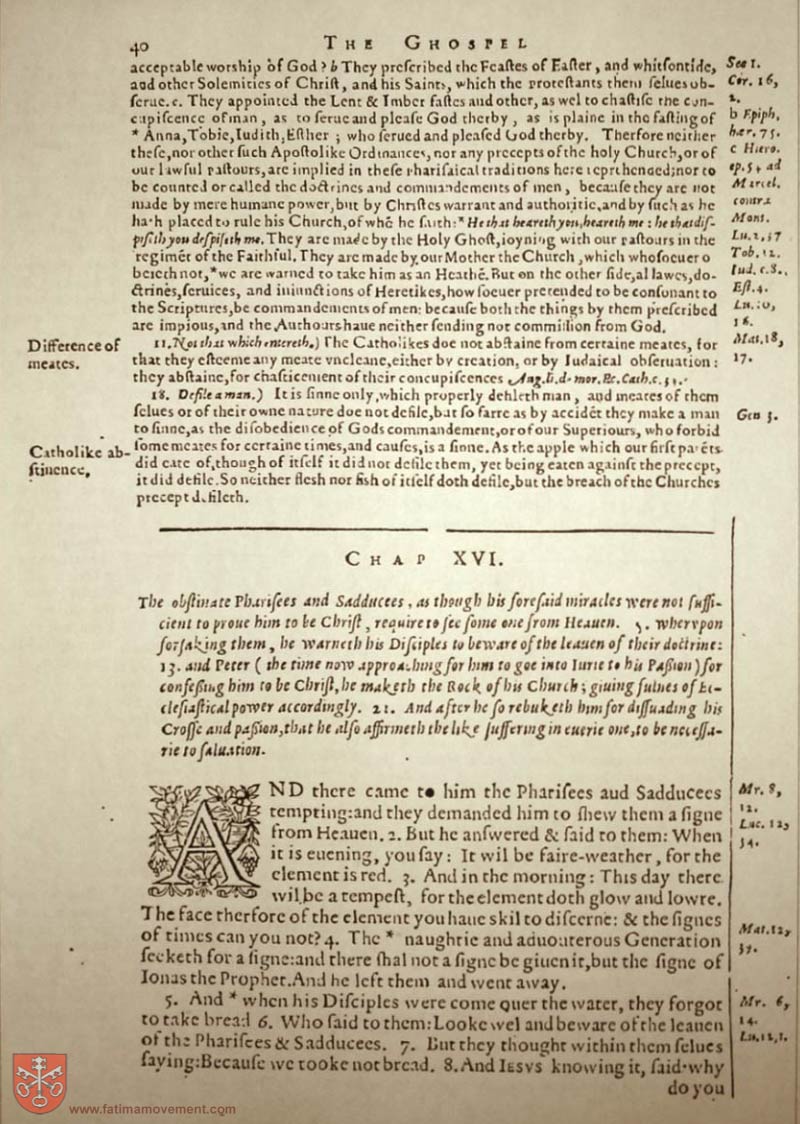 40
THE GHOSPEL
acceptable worship of God? b They preſcribed the Feaſtes of Eaſter, and whitſontide,
and other Solemnities of Chriſt, and his Saints, which the proteſtants them ſelues ob-
ſerue. c. They appointed the Lent & Imber faſtes and other, as wel to chaſtiſe the con-
cupiſcence of man, as to ſerue and pleaſe God therby, as is plaine in the faſting of
* Anna, Tobie, Iudith, Eſther ; who ſerued and pleaſed God therby. Therfore neither
theſe, nor other ſuch Apoſtolike Ordinances, nor any precepts of the holy Church, or of
our lawful paſtours, are implied in theſe phariſaical traditions here reprehended; nor to
be counted or called the doctrines and commandements of men, becauſe they are not
made by mere humane power, but by Chriſtes warrant and authoritie, and by ſuch as he
hath placed to rule his Church, of whō he ſaith: * He that heareth you, heareth me : he that diſ-
piſeth you deſpiſeth me. They are made by the Holy Ghoſt, ioyning with our paſtours in the
regimēt of the Faithful. They are made by our Mother the Church, which whoſoeuer o
beieth not, * we are warned to take him as an Heathē. But on the other ſide, al lawes, do-
ctrines, ſeruices, and iniunctions of Heretikes, how ſoeuer pretended to be conſonant to
the Scriptures, be commandements of men: becauſe both the things by them preſcribed
are impious, and the Authours haue neither ſending nor commiſſion from God.
11. Not that which entereth.) The Catholikes doe not abſtaine from certaine meates, for
that they eſteeme any meate vncleane, either by creation, or by Iudaical obſeruation:
they abſtaine, for chaſticement of their concupiſcences Aug. li. d. mor. Ec. Cath. c.
18. Defile a man.) It is ſinne only, which properly defileth man, and meates of them
ſelues or of their owne nature doe not defile, but ſo farre as by accidēt they make a man
to ſinne, as the diſobedience of Gods commandement, or of our Superiours, who forbid
ſome meates for certaine times, and cauſes, is a ſinne. As the apple which our firſt parēts
did eate of, though of itſelf it did not defile them, yet being eaten againſt the precept,
it did defile. So neither fleſh nor fiſh of itſelf doth defile, but the breach of the Churches
precept defileth.
See 1.
Cor. 16,
2.
b Epiph.
hær. 75.
c Hiero.
ep. 54 ad
Marcel.
contra
Mont.
Lu. 2, 37
Tob. 12.
Iud. c. 8.,
Eſt. 4.
Lu. 10,
16.
Mat. 18,
17.
Gen 3.
Difference of
meates.
Catholike ab-
ſtinence.
CHAP XVI.
The obſtinate Phariſees and Sadducees, as though his foreſaid miracles were not ſuffi-
cient to proue him to be Chriſt, require to ſee ſome one from Heauen. 5. wherupon
forſaking them, he warneth his Diſciples to beware of the leauen of their doctrine:
13. and Peter ( the time now approaching for him to goe into Iurie to his Paſſion) for
confeſſing him to be Chriſt, he maketh the Rock of his Church; giuing fulnes of Ec-
cleſiaſtical power accordingly. 21. And after he ſo rebuketh him for diſſuading his
Croſſe and paſſion, that he alſo affirmeth the like ſuffering in euerie one, to be neceſſa-
rie to ſaluation.
AND there came to him the Phariſees aud Sadducees
tempting: and they demanded him to ſhew them a ſigne
from Heauen. 2. But he anſwered & ſaid to them: When
it is euening, you ſay: It wil be faire-weather, for the
element is red. 3. And in the morning: This day there
wil be a tempeſt, for the element doth glow and lowre.
The face therfore of the element you haue skil to diſcerne: & the ſignes
of times can you not? 4. The * naughtie and aduouterous Generation
ſeeketh for a ſigne: and there ſhal not a ſigne be giuen it, but the ſigne of
Ionas the Prophet. And he left them and went away.
5. And * when his Diſciples were come ouer the water, they forgot
to take bread 6. Who ſaid to them: Looke wel and beware of the leauen
of the Phariſees & Sadducees. 7. But they thought within them ſelues
ſaying: Becauſe we tooke not bread. 8. And IESVS knowing it, ſaid· why
do you
Mr. 8,
12.
Luc. 12,
54.
Mat. 12,
39.
Mr. 6,
14.
Lu. 12, 1.
www.fatimamovement.com